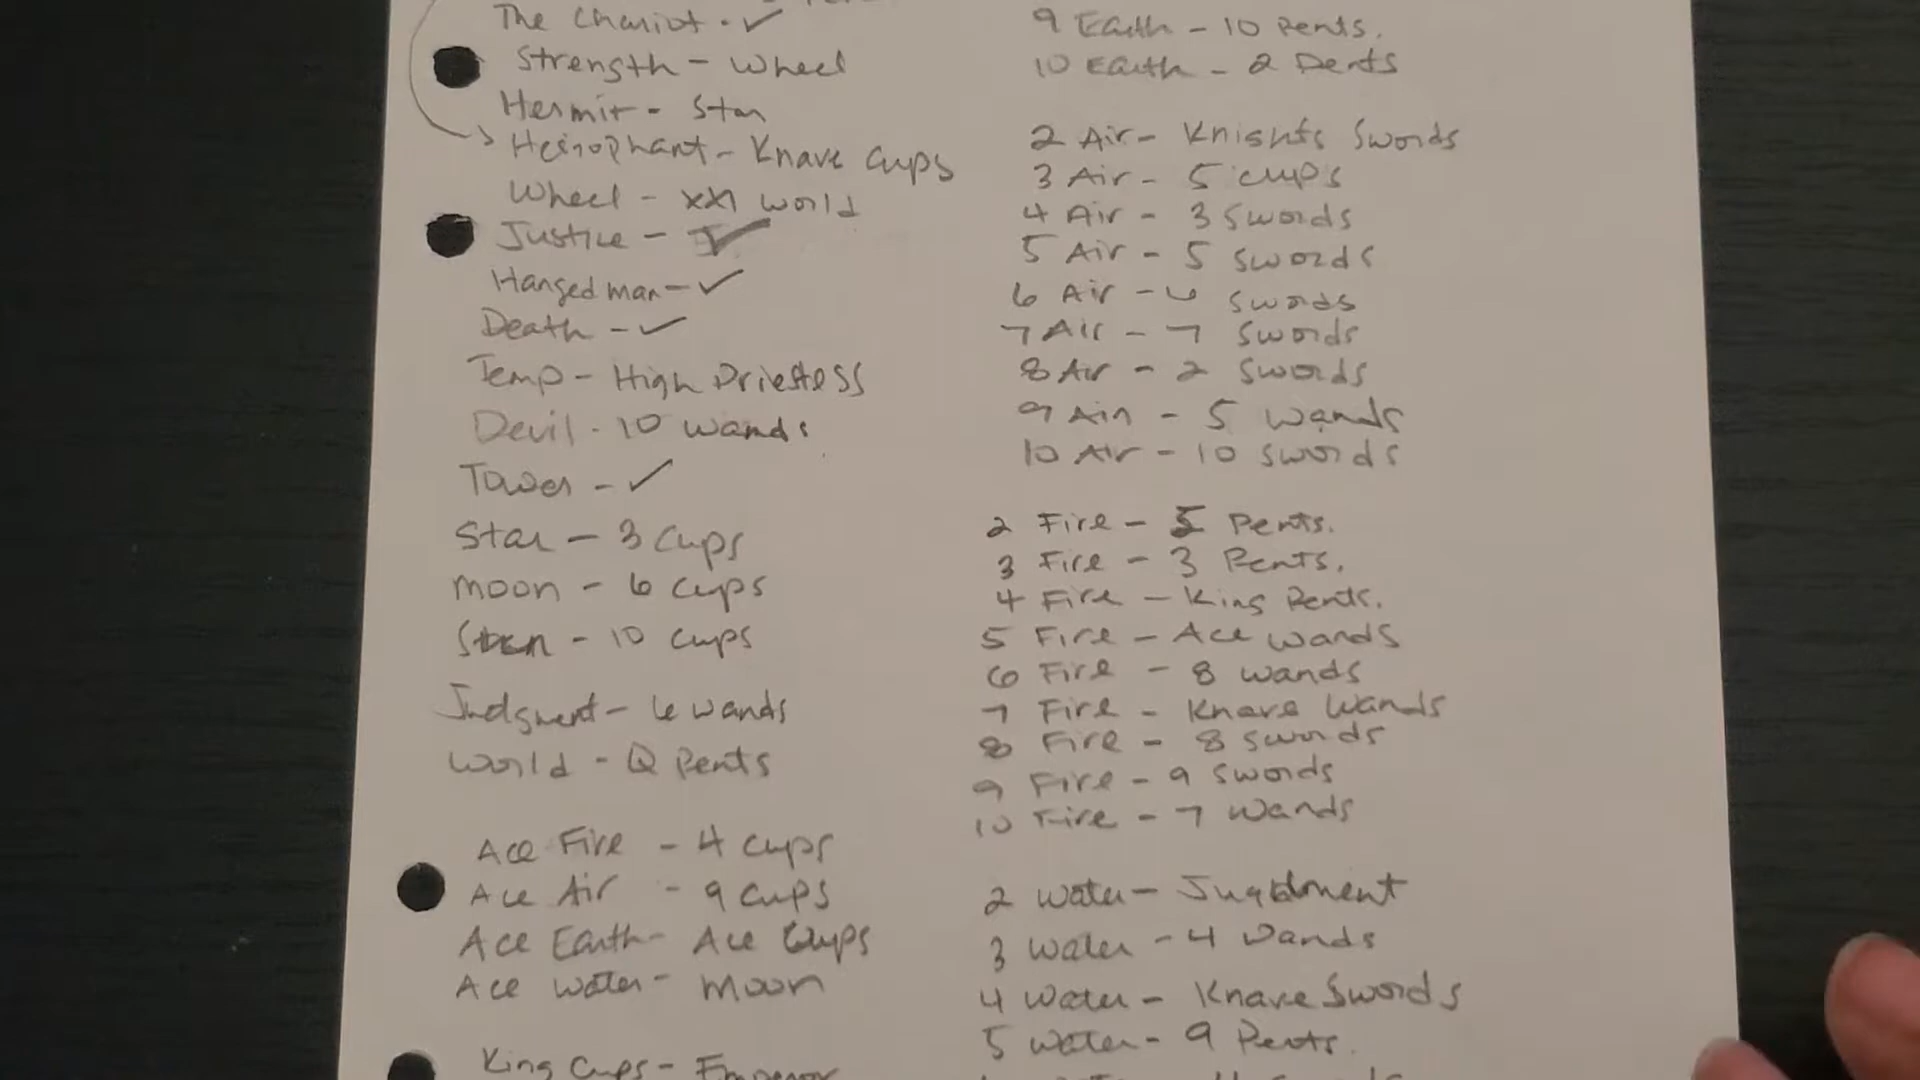 The Chariot - ✓
Strength - Wheel
Hermit - Star
Heirophant - Knave Cups
Wheel - XXI World
Justice - ✓
Hanged man - ✓
Death - ✓
Temp - High Priestess
Devil - 10 wands
Tower - ✓
Star - 3 Cups
Moon - 6 Cups
Sun - 10 Cups
Judgment - 6 wands
World - Q Pents
Ace Fire - 4 Cups
Ace Air - 9 Cups
Ace Earth - Ace Cups
Ace Water - Moon
King Cups - Emperor
9 Earth - 10 Pents.
10 Earth - 2 Pents
2 Air - Knights Swords
3 Air - 5 Cups
4 Air - 3 Swords
5 Air - 5 Swords
6 Air - 6 Swords
7 Air - 7 Swords
8 Air - 2 Swords
9 Air - 5 Wands
10 Air - 10 Swords
2 Fire - 5 Pents.
3 Fire - 3 Pents.
4 Fire - King Pents.
5 Fire - Ace Wands
6 Fire - 8 Wands
7 Fire - Knave Wands
8 Fire - 8 Swords
9 Fire - 9 Swords
10 Fire - 7 Wands
2 Water - Jugdment
3 Water - 4 Wands
4 Water - Knave Swords
5 Water - 9 Pents.